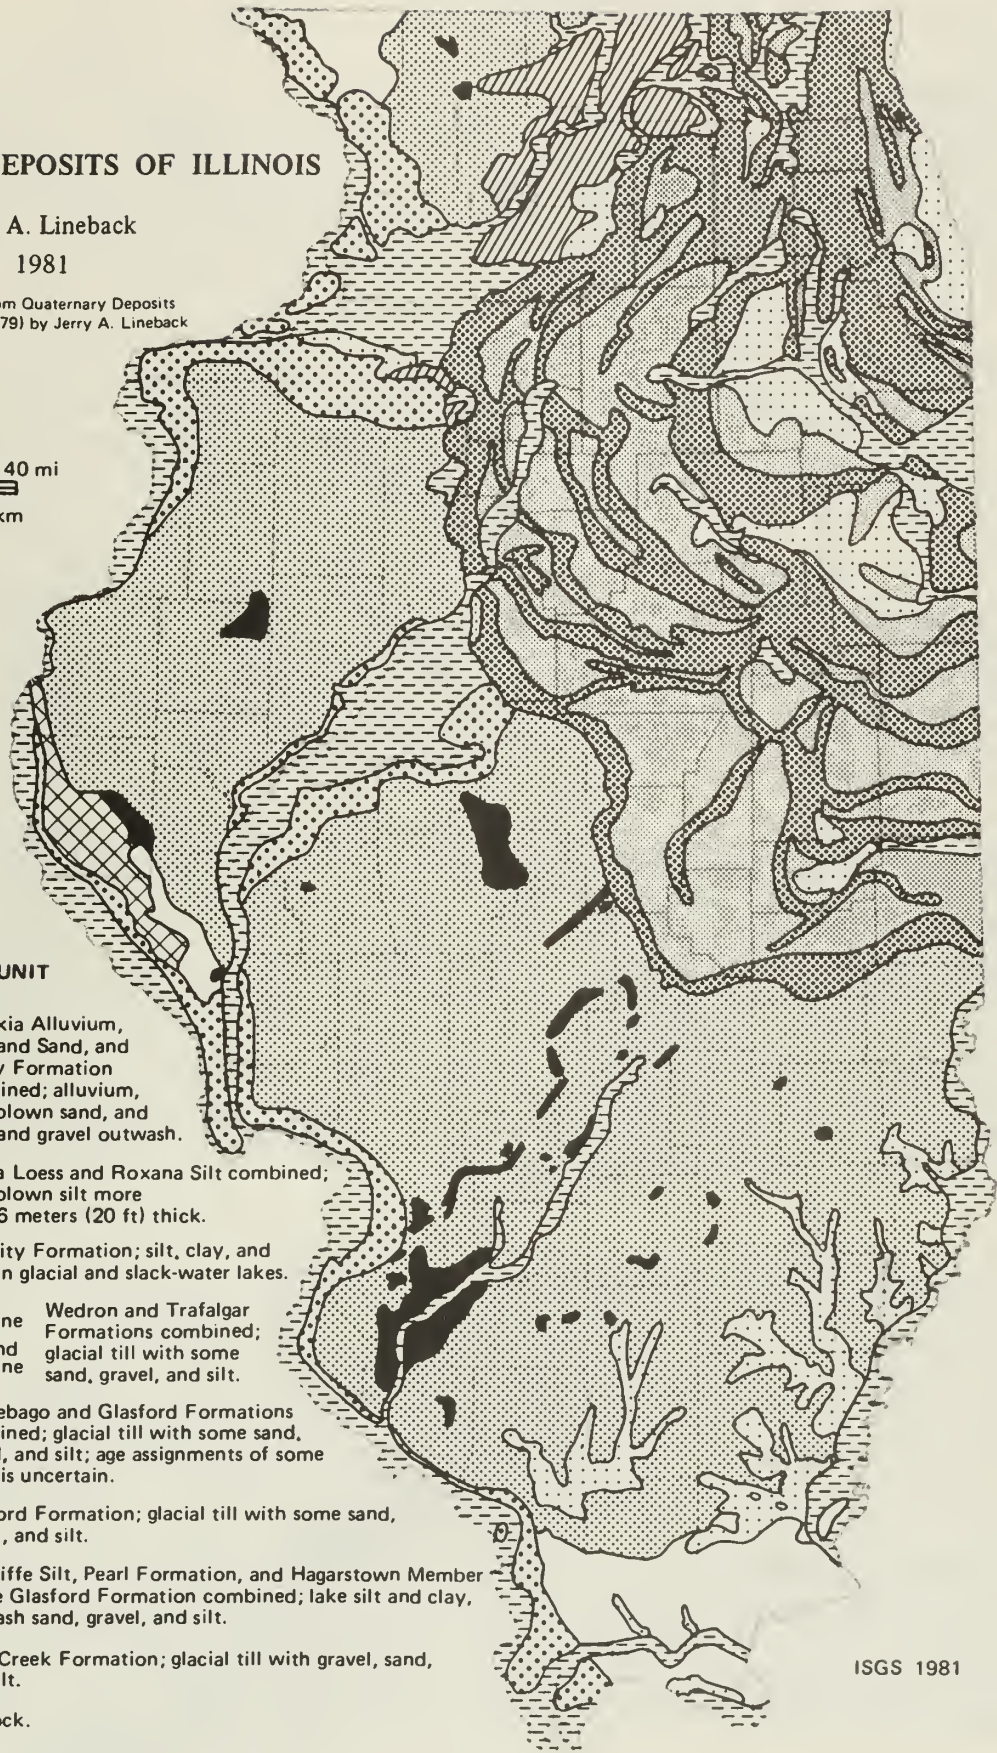 EPOSITS OF ILLINOIS
A. Lineback
1981
m Quaternary Deposits
79) by Jerry A. Lineback
40 mi
km
UNIT
kia Alluvium,
and Sand, and
y Formation
ined; alluvium,
blown sand, and
and gravel outwash.
a Loess and Roxana Silt combined;
blown silt more
6 meters (20 ft) thick.
ity Formation; silt, clay, and
n glacial and slack-water lakes.
ne
nd
ne
Wedron and Trafalgar
Formations combined;
glacial till with some
sand, gravel, and silt.
ebago and Glasford Formations
ined; glacial till with some sand,
l, and silt; age assignments of some
is uncertain.
ord Formation; glacial till with some sand,
, and silt.
iffe Silt, Pearl Formation, and Hagarstown Member
e Glasford Formation combined; lake silt and clay,
ash sand, gravel, and silt.
Creek Formation; glacial till with gravel, sand,
lt.
ck.
ISGS 1981